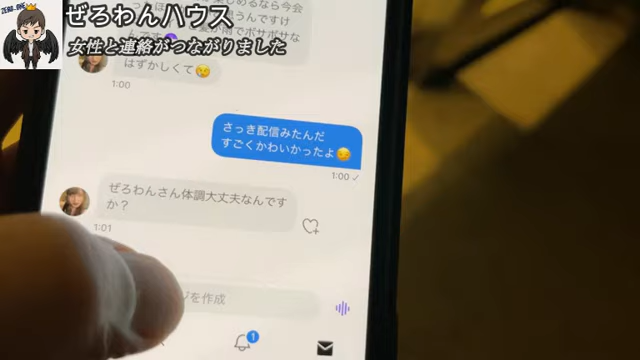 ZERO_ONE
ぜろわんハウス
女性と連絡がつながりました
はずかしくて😏
1:00
さっき配信みたんだ
すごくかわいかったよ😏
1:00 ✓
ぜろわんさん体調大丈夫なんです
か？
1:01
を作成
1